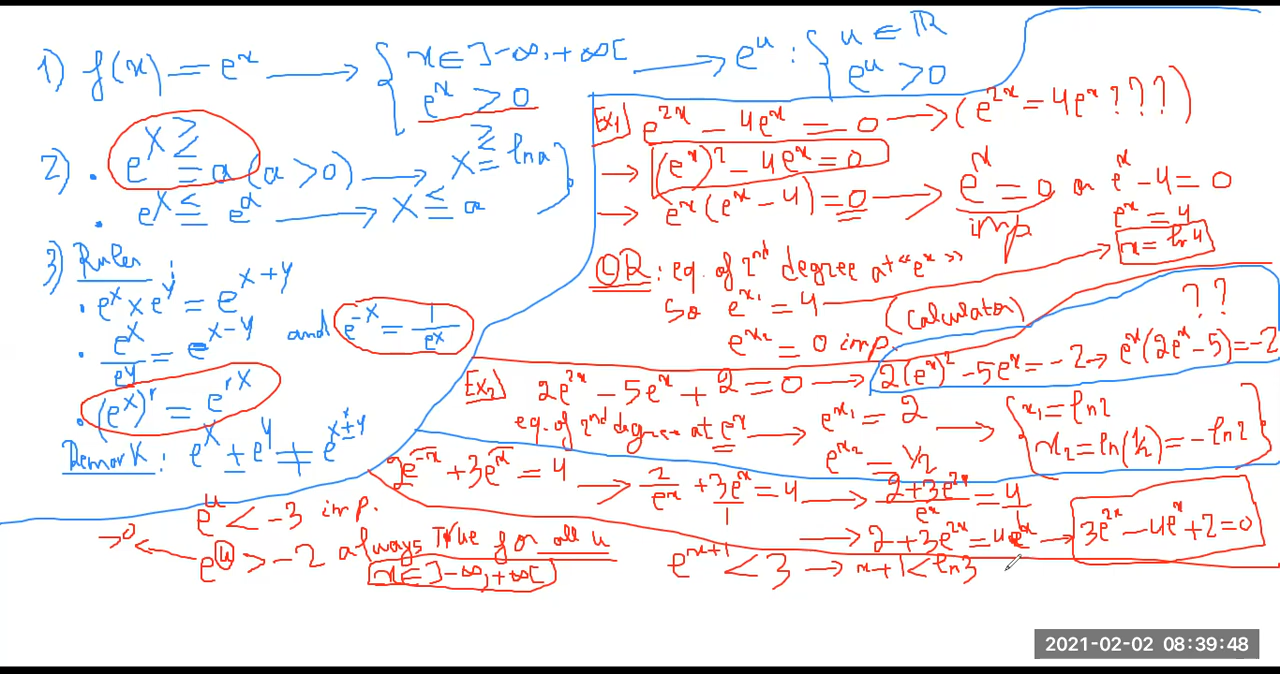 1) f(x) = e^x → { x ∈ ]-∞, +∞[ → e^u : { u ∈ ℝ
e^x > 0
e^u > 0
2) • e^X ≥ = a (a > 0) → X ≥ = ln a
• e^X ≤ = e^a → X ≤ = a
3) Rules :
• e^x × e^y = e^{x+y}
• e^x/e^y = e^{x-y} and e^{-x} = 1/e^x
• (e^x)^r = e^{rx}
Remark : e^x ± e^y ≠ e^{x±y}
Ex1] e^{2x} - 4e^x = 0 → (e^{2x} = 4e^x ? ? ?)
→ (e^x)^2 - 4e^x = 0
→ e^x (e^x - 4) = 0 → e^x = 0 or e^x - 4 = 0
imp
e^x = 4
x = ln 4
OR : eq. of 2nd degree at "e^x"
So e^{x1} = 4
(Calculator)
e^{x2} = 0 imp
Ex2] 2e^{2x} - 5e^x + 2 = 0 → 2(e^x)^2 - 5e^x = -2 → e^x (2e^x - 5) = -2
? ?
eq. of 2nd degree at e^x → e^{x1} = 2 → { x1 = ln 2
e^{x2} = 1/2
x2 = ln(1/2) = -ln 2
2e^{-x} + 3e^x = 4 → 2/e^x + 3e^x/1 = 4 → (2 + 3e^{2x})/e^x = 4/1
→ 2 + 3e^{2x} = 4e^x → 3e^{2x} - 4e^x + 2 = 0
e^u < -3 imp.
→0 ← e^u > -2 always True for all u
x ∈ ]-∞, +∞[
e^{x+1} < 3 → x + 1 < ln 3
2021-02-02 08:39:48